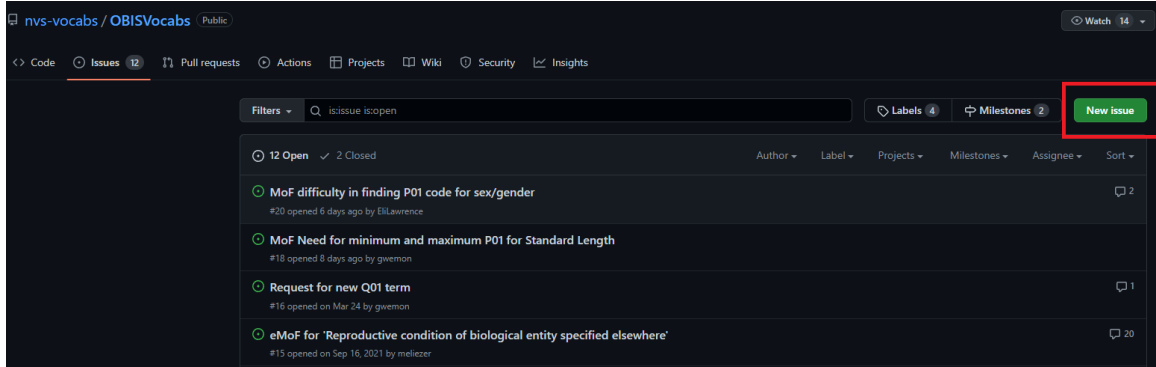 nvs-vocabs / OBISVocabs Public
Watch 14
Code Issues 12 Pull requests Actions Projects Wiki Security Insights
Filters is:issue is:open Labels 4 Milestones 2 New issue
12 Open 2 Closed Author Label Projects Milestones Assignee Sort
MoF difficulty in finding P01 code for sex/gender 2
#20 opened 6 days ago by EliLawrence
MoF Need for minimum and maximum P01 for Standard Length
#18 opened 8 days ago by gwemon
Request for new Q01 term 1
#16 opened on Mar 24 by gwemon
eMoF for 'Reproductive condition of biological entity specified elsewhere' 20
#15 opened on Sep 16, 2021 by meliezer